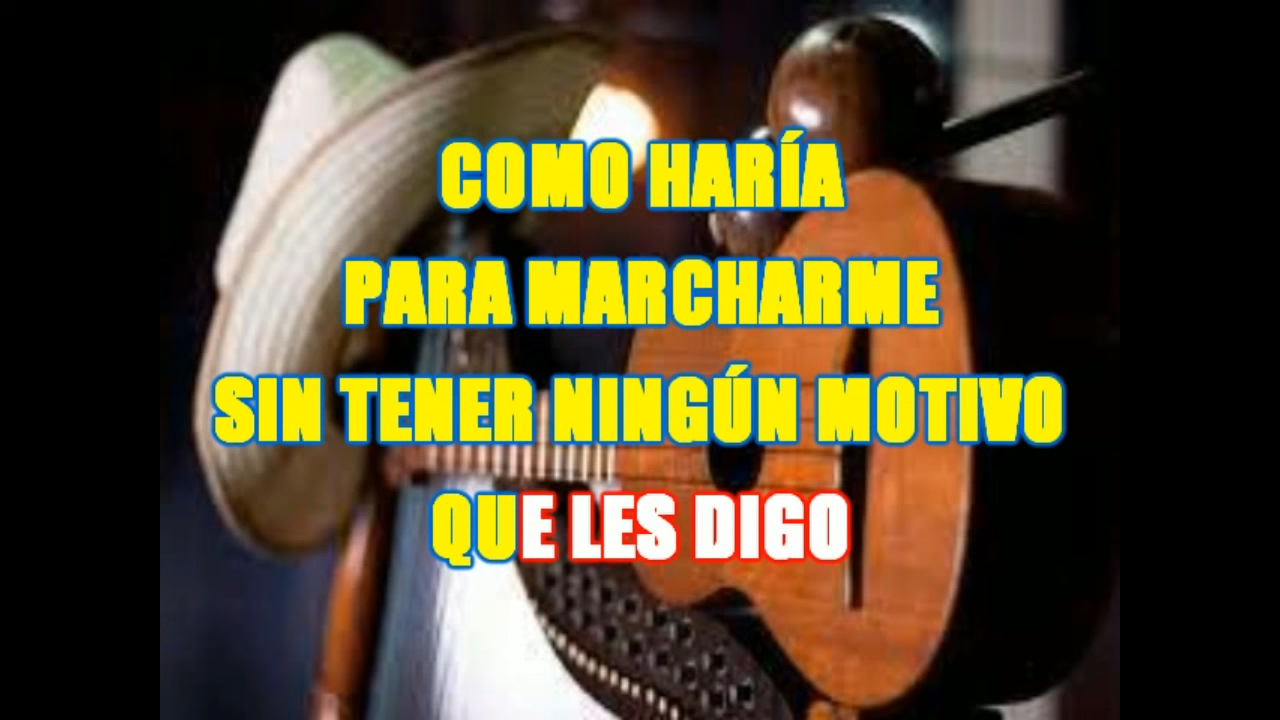 COMO HARÍA
PARA MARCHARME
SIN TENER NINGÚN MOTIVO
QUE LES DIGO